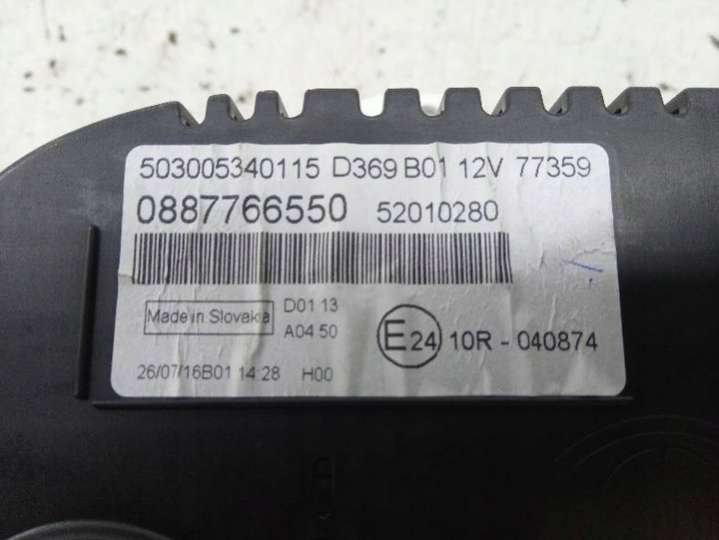 503005340115 D369 B01 12V 77359
0887766550 52010280
Made in Slovakia
D01 13
A04 50
E24 10R - 040874
26/07/16B01 14:28 H00